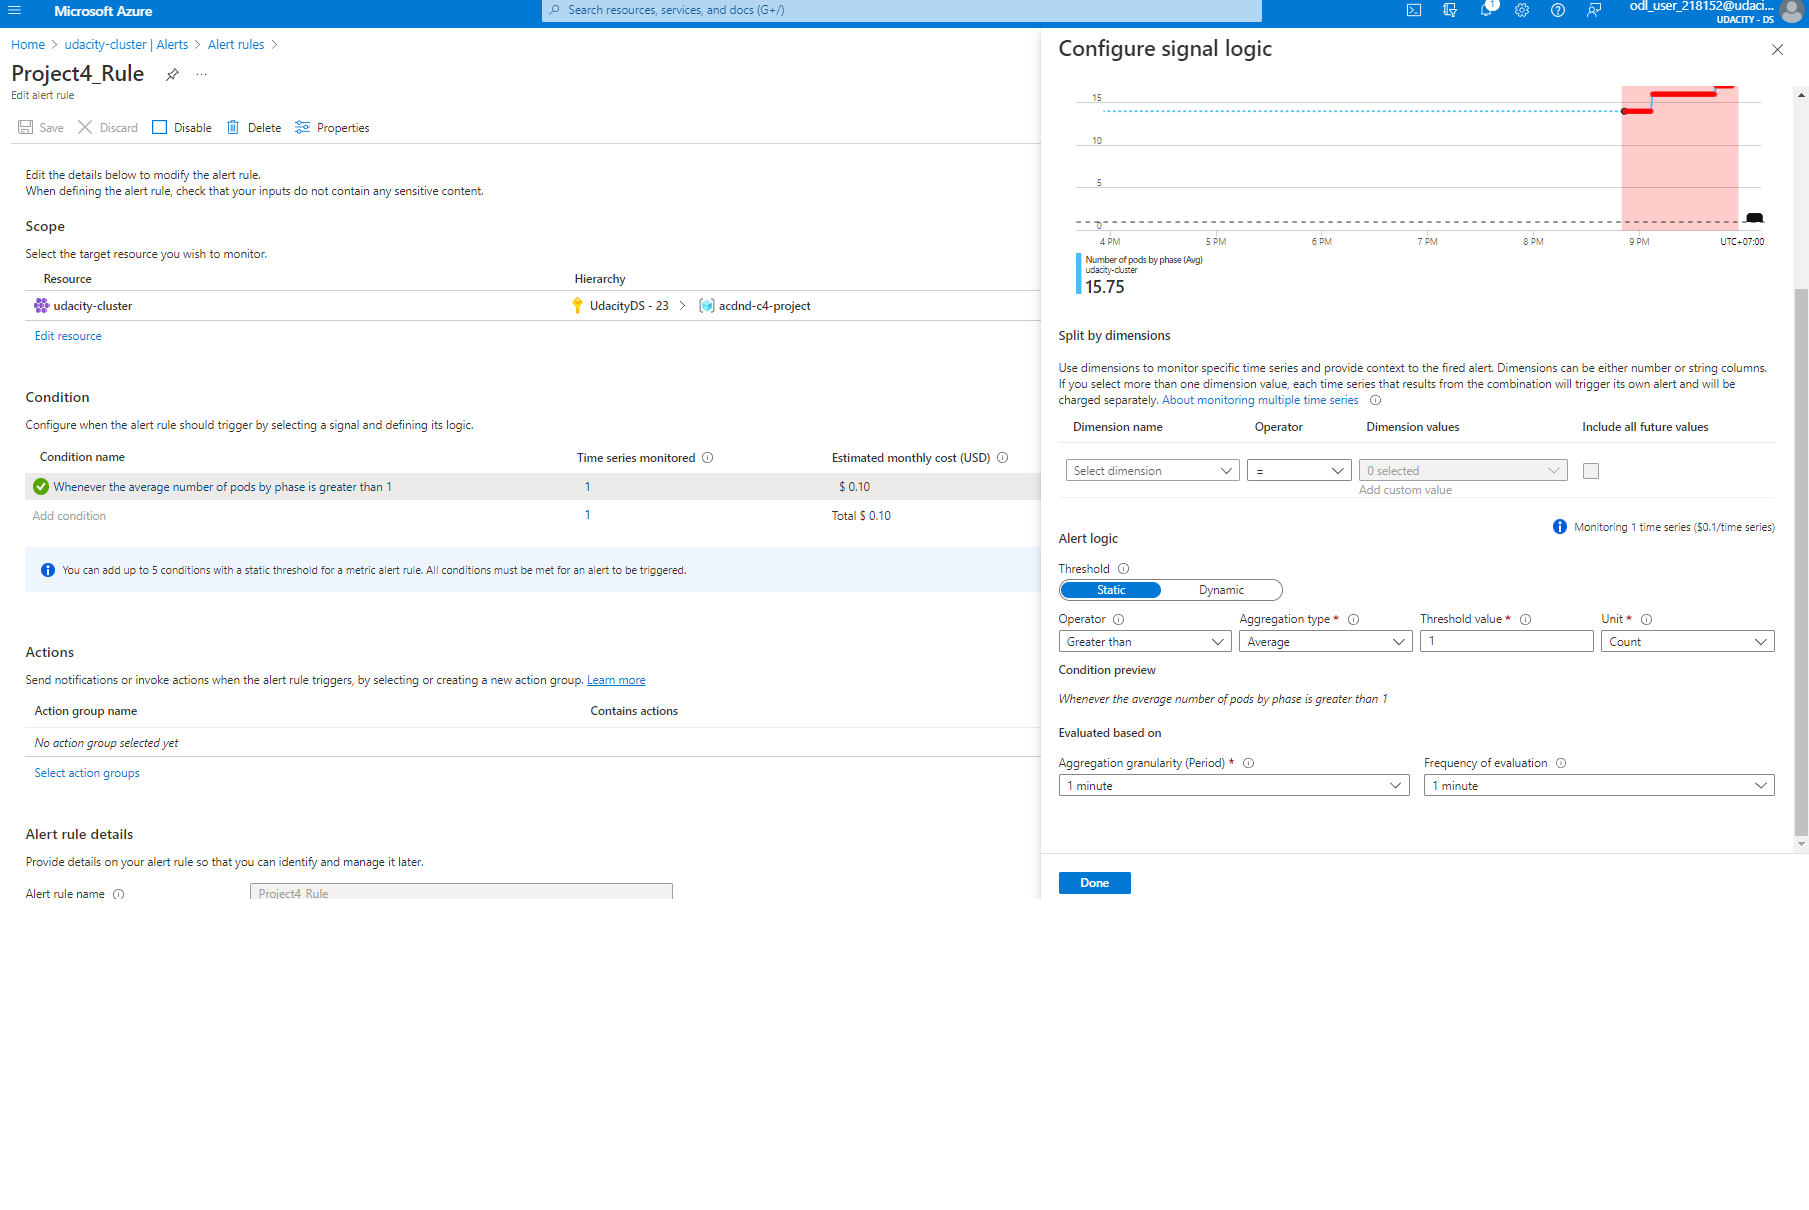 Microsoft Azure
Search resources, services, and docs (G+/)
1
odl_user_218152@udaci...
UDACITY - DS
Home > udacity-cluster | Alerts > Alert rules >
Project4_Rule ...
Edit alert rule
Save Discard Disable Delete Properties
Edit the details below to modify the alert rule.
When defining the alert rule, check that your inputs do not contain any sensitive content.
Scope
Select the target resource you wish to monitor.
Resource Hierarchy
udacity-cluster UdacityDS - 23 > acdnd-c4-project
Edit resource
Condition
Configure when the alert rule should trigger by selecting a signal and defining its logic.
Condition name Time series monitored Estimated monthly cost (USD)
Whenever the average number of pods by phase is greater than 1 1 $ 0.10
Add condition 1 Total $ 0.10
You can add up to 5 conditions with a static threshold for a metric alert rule. All conditions must be met for an alert to be triggered.
Actions
Send notifications or invoke actions when the alert rule triggers, by selecting or creating a new action group. Learn more
Action group name Contains actions
No action group selected yet
Select action groups
Alert rule details
Provide details on your alert rule so that you can identify and manage it later.
Alert rule name Project4_Rule
Configure signal logic
15
10
5
0
4 PM 5 PM 6 PM 7 PM 8 PM 9 PM UTC+07:00
Number of pods by phase (Avg)
udacity-cluster
15.75
Split by dimensions
Use dimensions to monitor specific time series and provide context to the fired alert. Dimensions can be either number or string columns.
If you select more than one dimension value, each time series that results from the combination will trigger its own alert and will be
charged separately. About monitoring multiple time series
Dimension name Operator Dimension values Include all future values
Select dimension = 0 selected
Add custom value
Monitoring 1 time series ($0.1/time series)
Alert logic
Threshold
Static Dynamic
Operator Aggregation type * Threshold value * Unit *
Greater than Average 1 Count
Condition preview
Whenever the average number of pods by phase is greater than 1
Evaluated based on
Aggregation granularity (Period) * Frequency of evaluation
1 minute 1 minute
Done